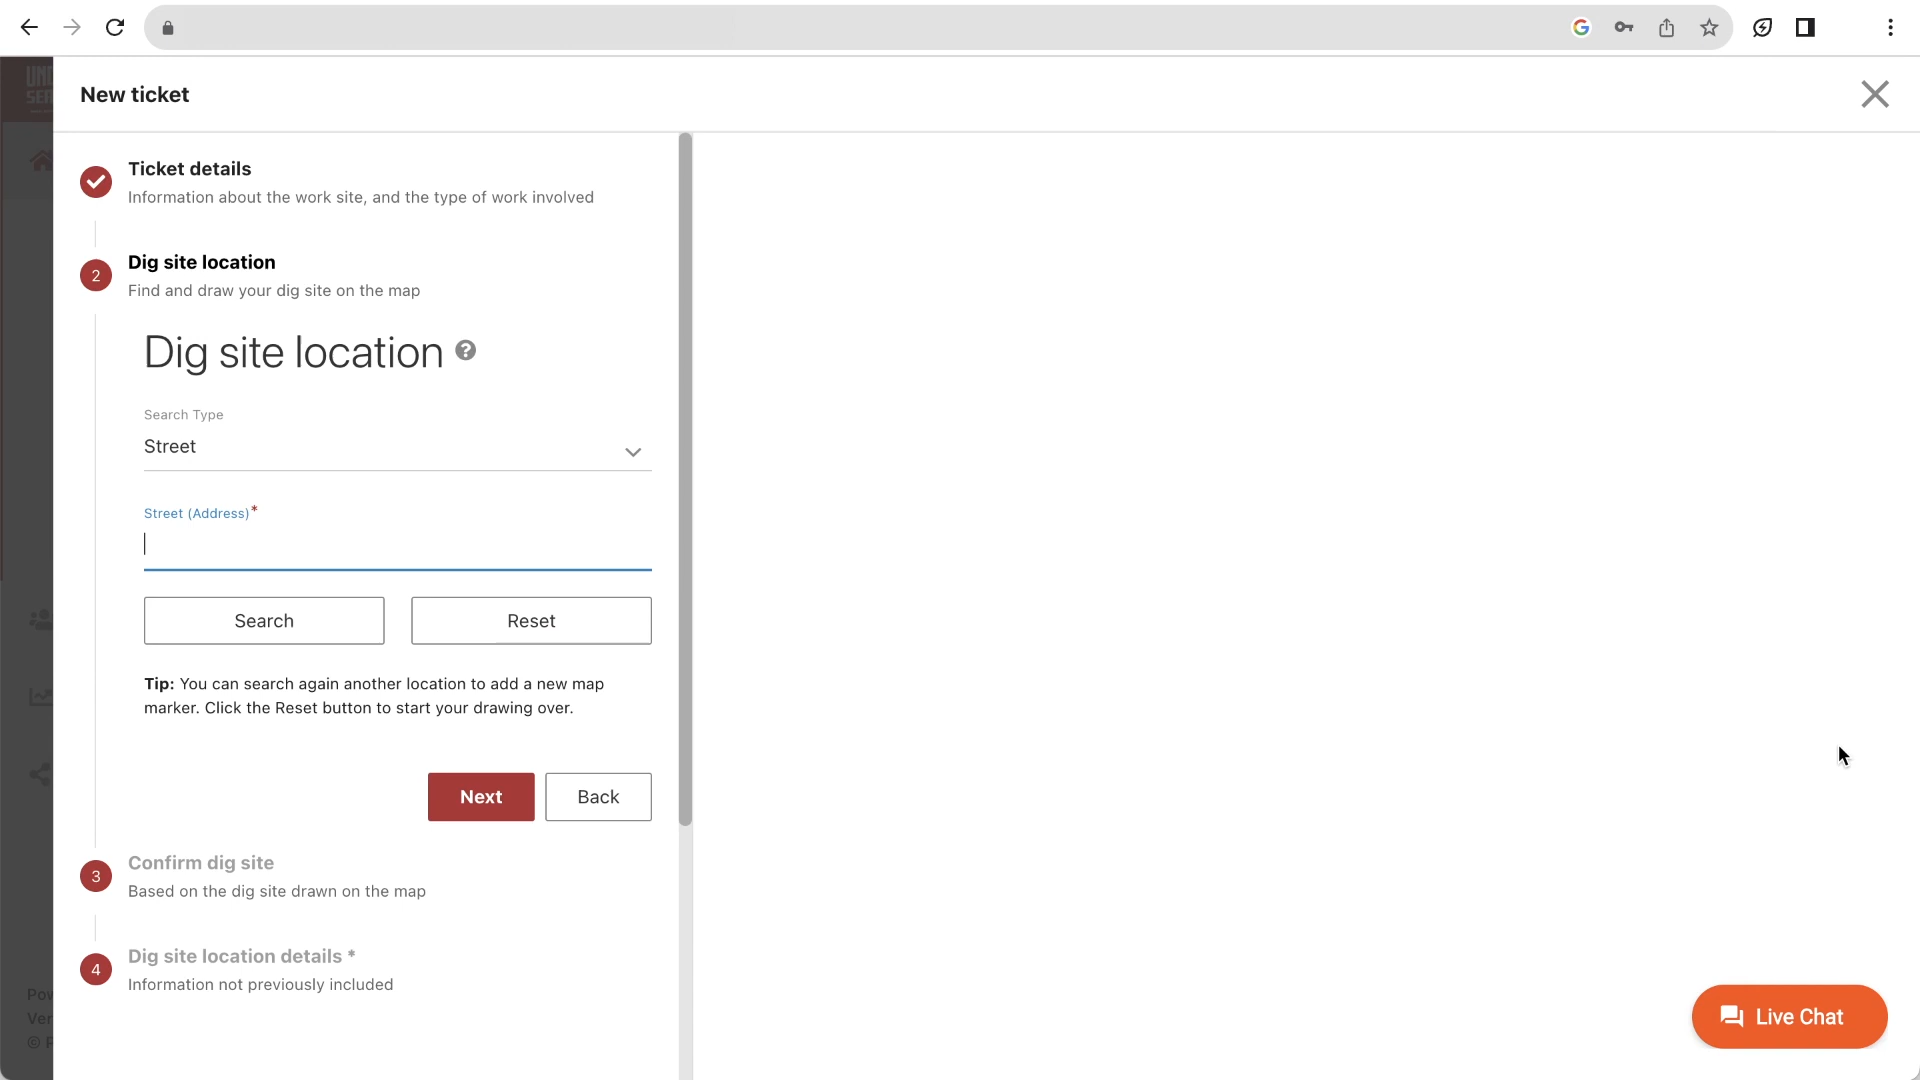 New ticket
Ticket details
Information about the work site, and the type of work involved
2
Dig site location
Find and draw your dig site on the map
Dig site location ?
Search Type
Street
Street (Address)*
Search
Reset
Tip: You can search again another location to add a new map
marker. Click the Reset button to start your drawing over.
Next
Back
3
Confirm dig site
Based on the dig site drawn on the map
4
Dig site location details *
Information not previously included
Live Chat